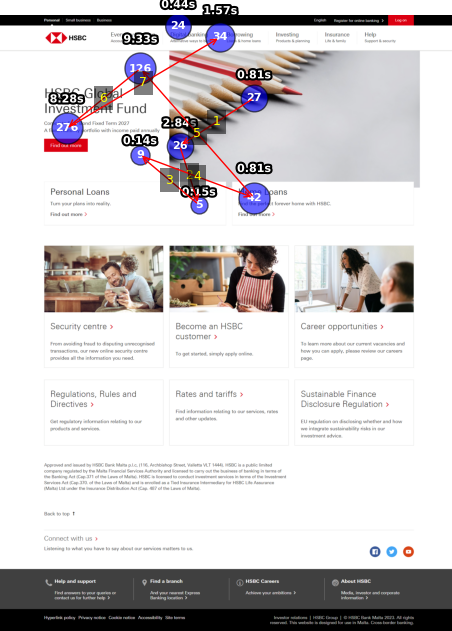 Personal Small business Business
English Register for online banking Log on
0.44s
1.57s
24
34
9.33s
HSBC
Borrowing
Investing
Products & planning
Insurance
Life & family
Help
Support & security
126
7
0.81s
27
8.28s
6
HSBC Global
Investment Fund
276
2.84s
5
1
Find out more
0.14s
9
26
3
24
0.81s
42
0.15s
5
Personal Loans
Turn your plans into reality.
Find out more
Loans
forever home with HSBC.
Security centre
From avoiding fraud to disputing unrecognised
transactions, our new online security centre
provides all the information you need.
Become an HSBC
customer
To get started, simply apply online.
Career opportunities
To learn more about our current vacancies and
how you can apply, please review our careers
page.
Regulations, Rules and
Directives
Get regulatory information relating to our
products and services.
Rates and tariffs
Find information relating to our services, rates
and other updates.
Sustainable Finance
Disclosure Regulation
EU regulation on disclosing whether and how
we integrate sustainability risks in our
investment advice.
Approved and issued by HSBC Bank Malta p.l.c. (116, Archbishop Street, Valletta VLT 1444), HSBC is a public limited
company regulated by the Malta Financial Services Authority and licensed to carry out the business of banking in terms of
the Banking Act (Cap.371 of the Laws of Malta). HSBC is licensed to conduct investment services in terms of the Investment
Services Act (Cap.370. of the Laws of Malta) and is enrolled as a Tied Insurance Intermediary for HSBC Life Assurance
(Malta) Ltd under the Insurance Distribution Act (Cap. 487 of the Laws of Malta).
Back to top
Connect with us
Listening to what you have to say about our services matters to us.
Help and support
Find answers to your queries or
contact us for further help
Find a branch
Find your nearest Express
Banking location
HSBC Careers
Achieve your ambitions
About HSBC
Media, investor and corporate
information
Hyperlink policy Privacy notice Cookie notice Accessibility Site terms
Investor relations | HSBC Group | © HSBC Bank Malta 2023. All rights
reserved. This website is designed for use in Malta. Cross-border banking.